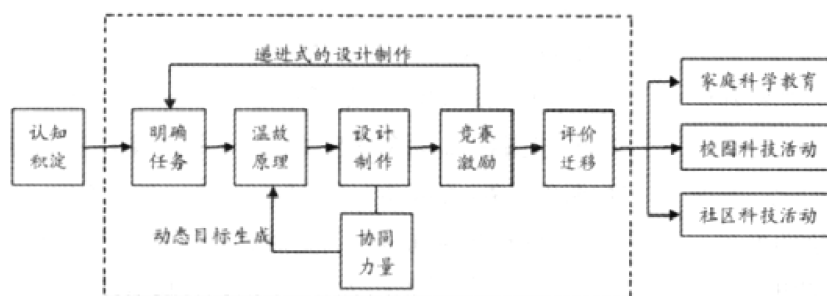 递进式的设计制作
认知
积淀
明确
任务
温故
原理
设计
制作
竞赛
激励
评价
迁移
家庭科学教育
校园科技活动
社区科技活动
动态目标生成
协同
力量